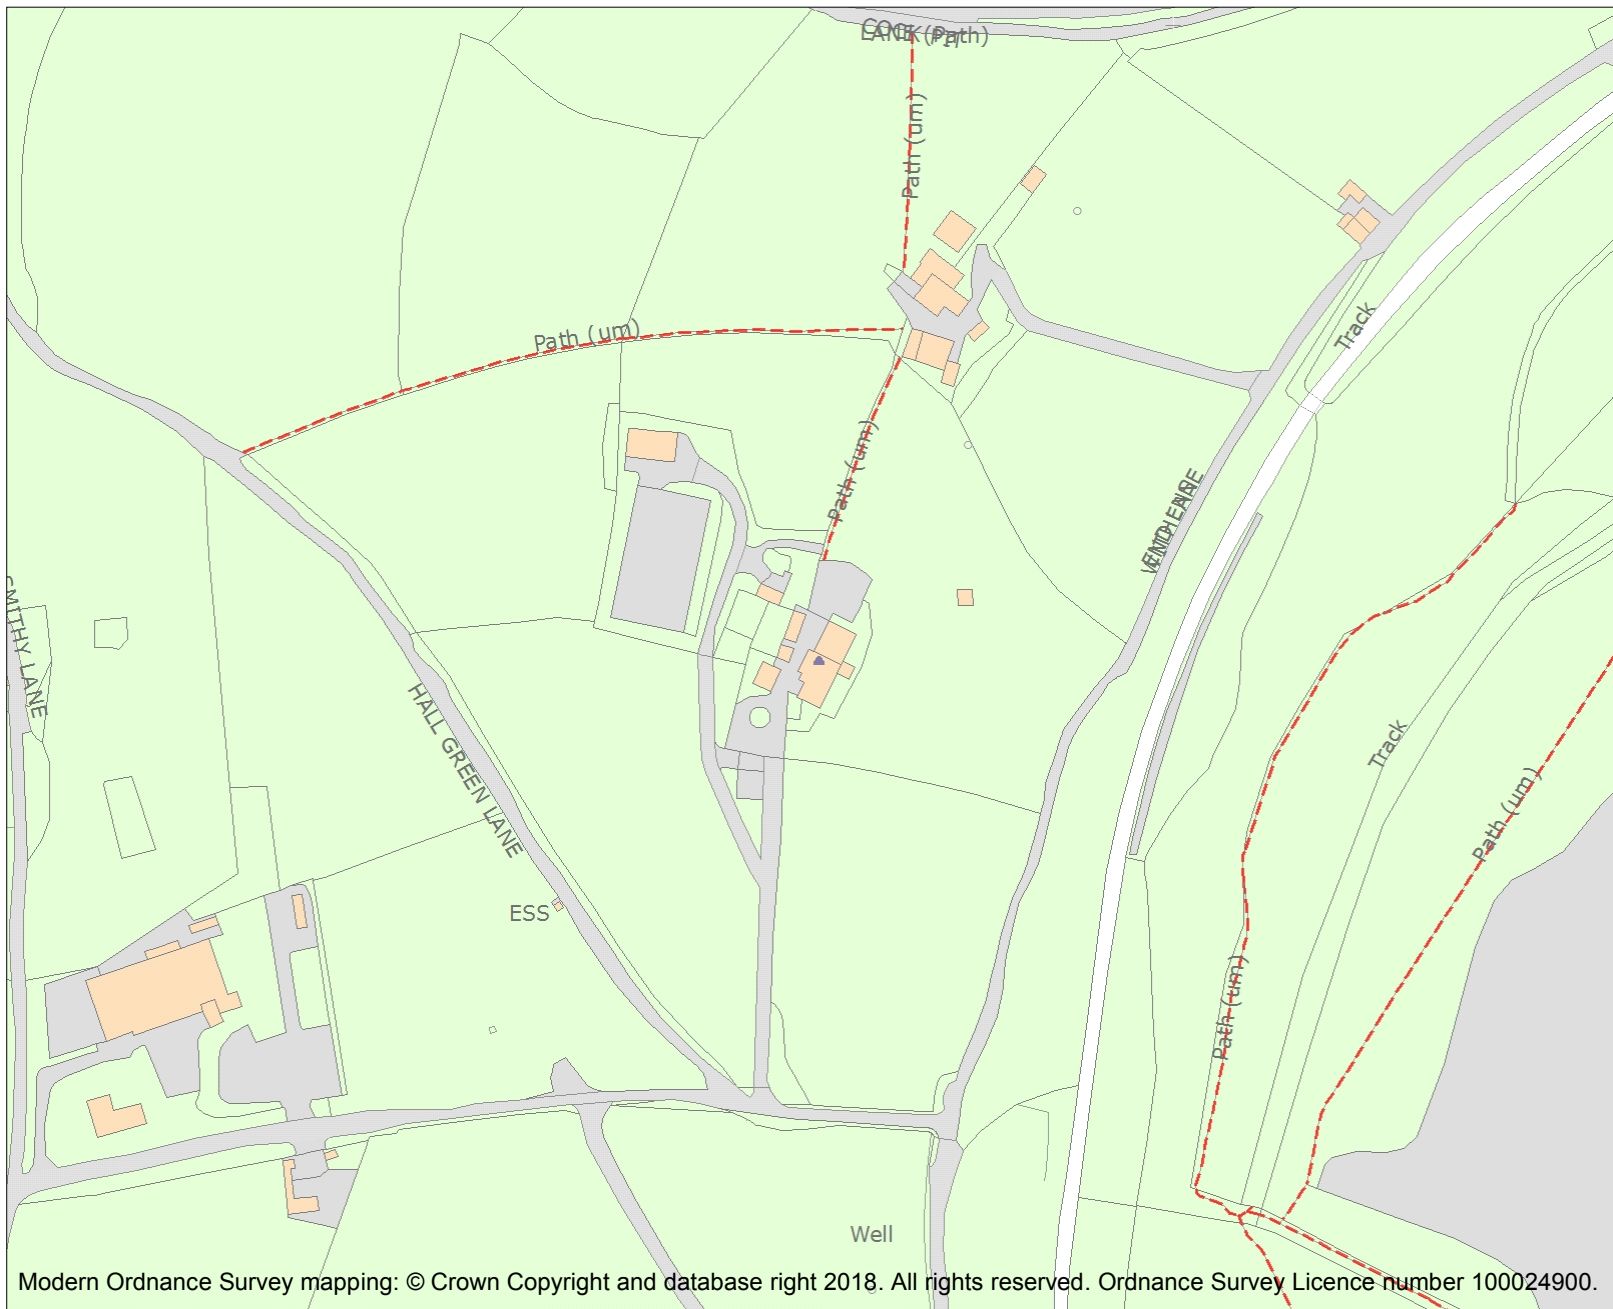 LANE (Path)
Path (um)
Track
Path (um)
Path (um)
SMITHY LANE
HALL GREEN LANE
Track
Path (um)
ESS
Path (um)
Well
Modern Ordnance Survey mapping: © Crown Copyright and database right 2018. All rights reserved. Ordnance Survey Licence number 100024900.